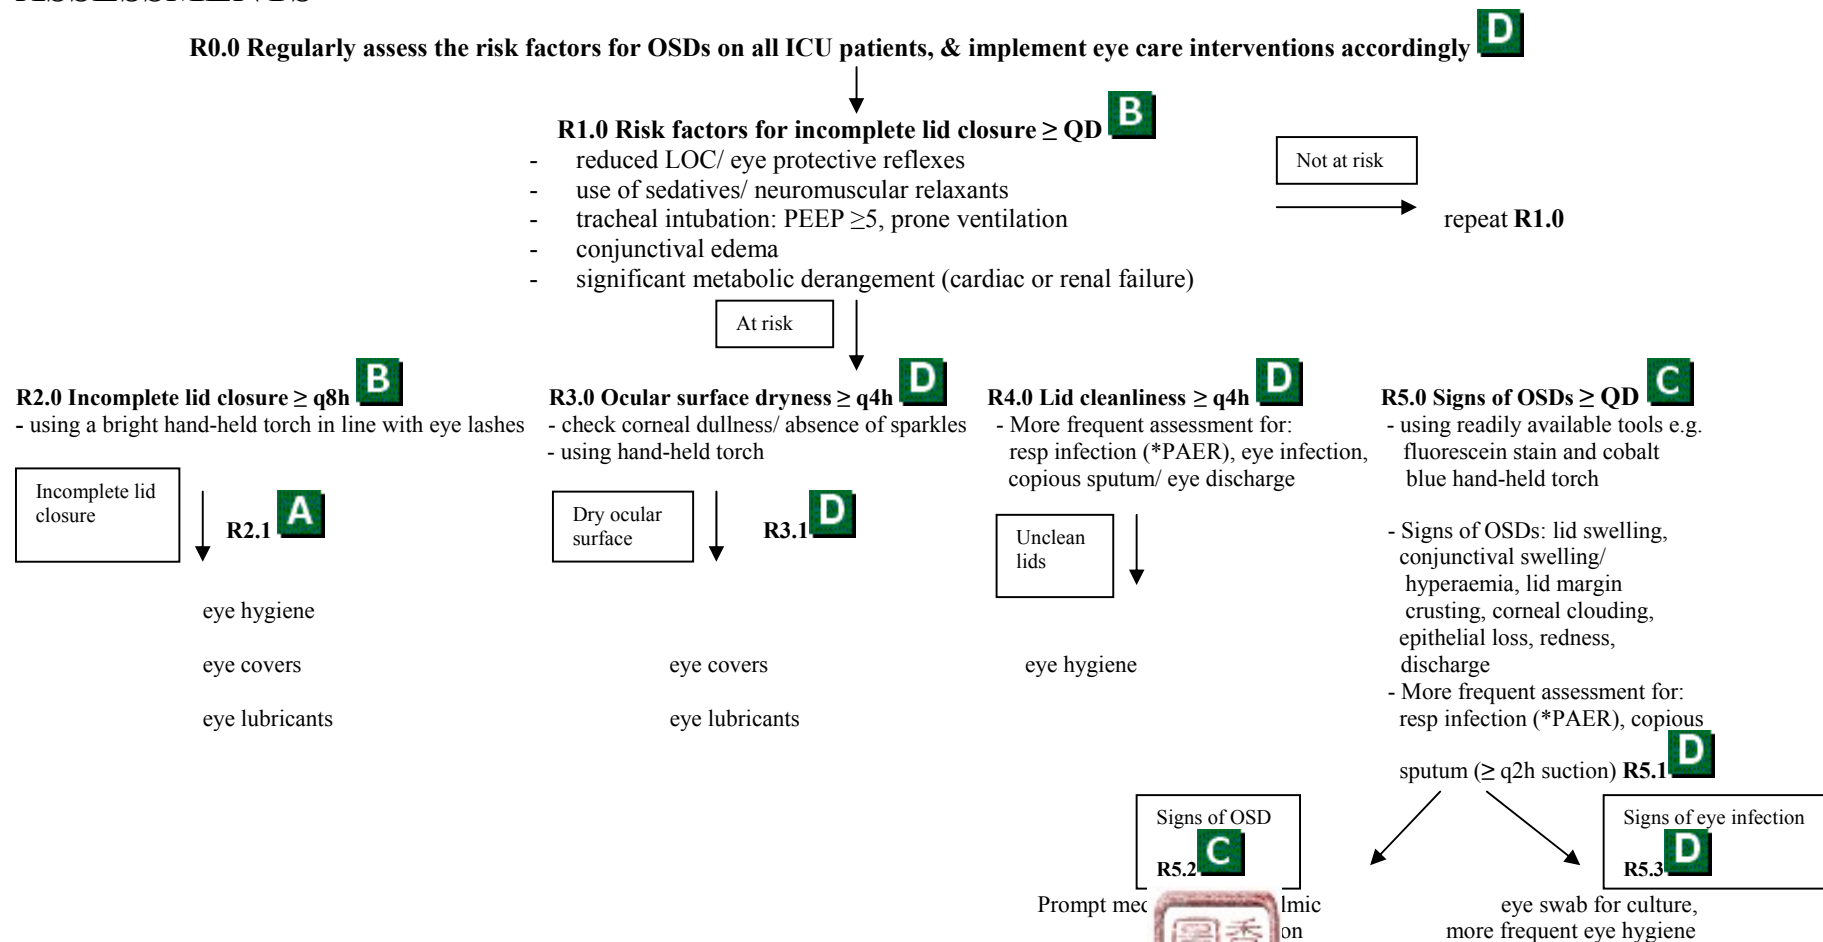 ASSESSMENTS
R0.0 Regularly assess the risk factors for OSDs on all ICU patients, & implement eye care interventions accordingly D
R1.0 Risk factors for incomplete lid closure ≥ QD B
- reduced LOC/ eye protective reflexes
- use of sedatives/ neuromuscular relaxants
- tracheal intubation: PEEP ≥5, prone ventilation
- conjunctival edema
- significant metabolic derangement (cardiac or renal failure)
Not at risk
repeat R1.0
At risk
R2.0 Incomplete lid closure ≥ q8h B
- using a bright hand-held torch in line with eye lashes
Incomplete lid
closure
R2.1 A
eye hygiene
eye covers
eye lubricants
R3.0 Ocular surface dryness ≥ q4h D
- check corneal dullness/ absence of sparkles
- using hand-held torch
Dry ocular
surface
R3.1 D
eye covers
eye lubricants
R4.0 Lid cleanliness ≥ q4h D
- More frequent assessment for:
resp infection (*PAER), eye infection,
copious sputum/ eye discharge
Unclean
lids
eye hygiene
R5.0 Signs of OSDs ≥ QD C
- using readily available tools e.g.
fluorescein stain and cobalt
blue hand-held torch
- Signs of OSDs: lid swelling,
conjunctival swelling/
hyperaemia, lid margin
crusting, corneal clouding,
epithelial loss, redness,
discharge
- More frequent assessment for:
resp infection (*PAER), copious
sputum (≥ q2h suction) R5.1 D
Signs of OSD
R5.2 C
Prompt
Signs of eye infection
R5.3 D
eye swab for culture,
more frequent eye hygiene